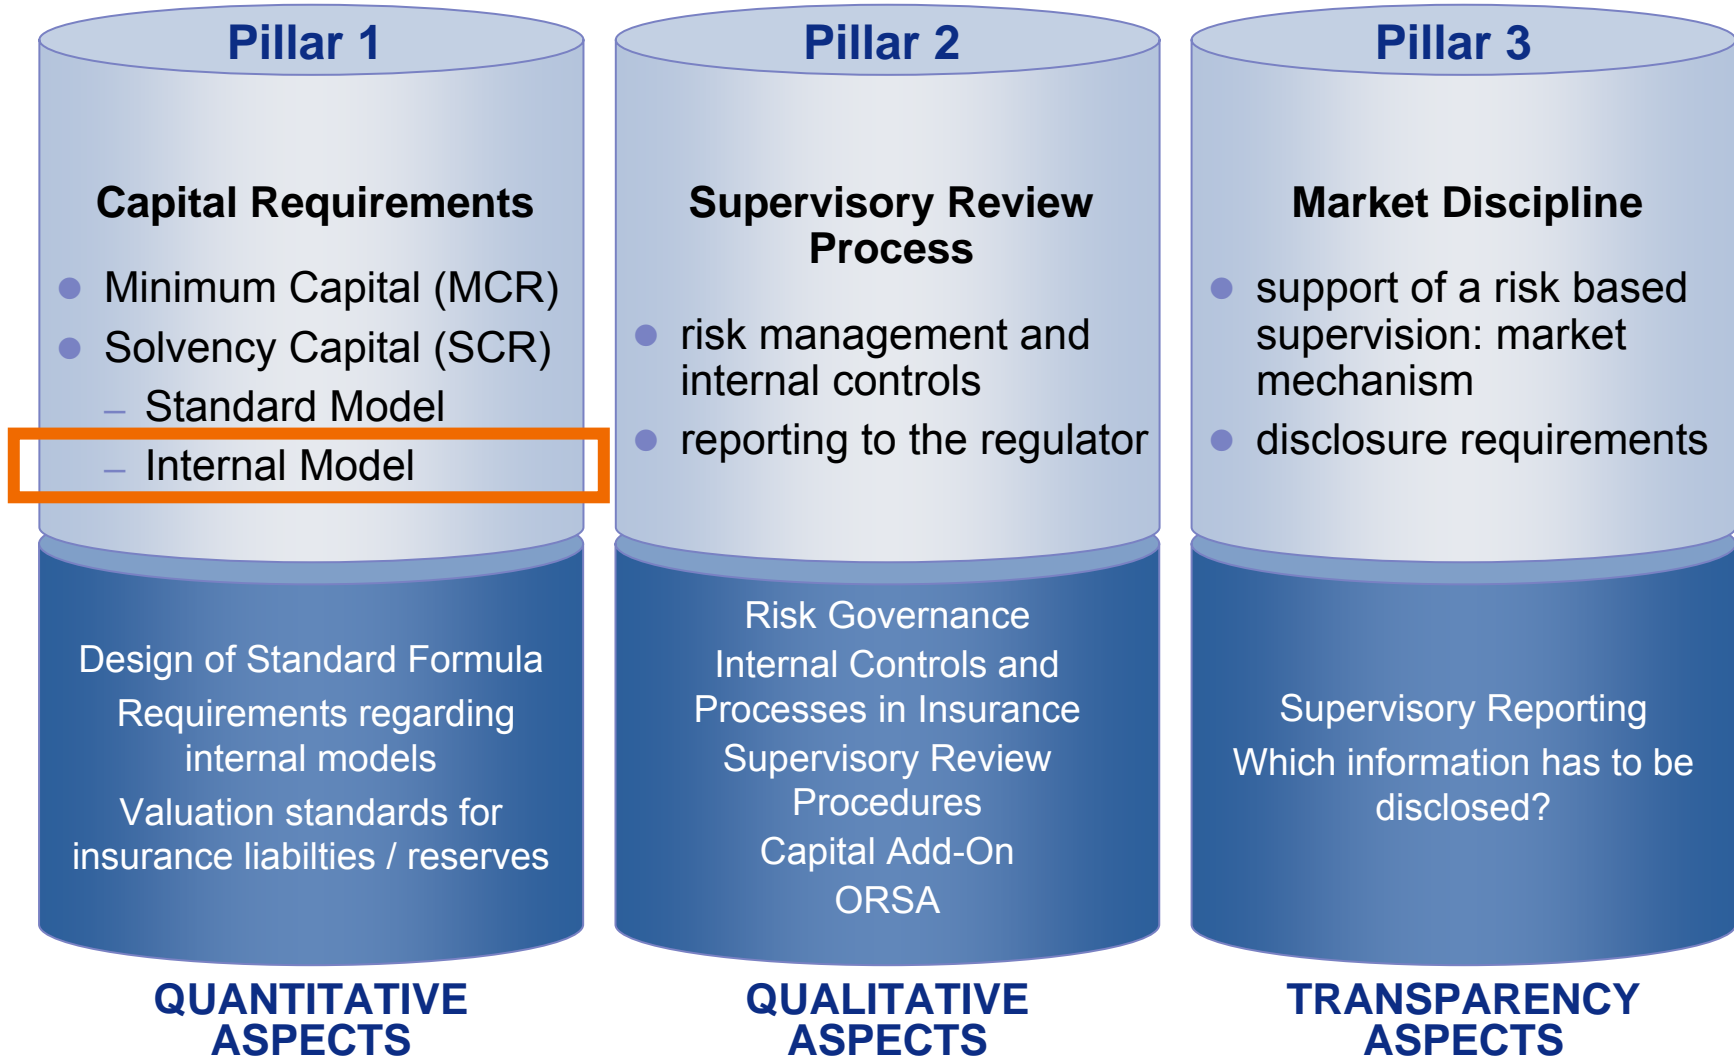 Pillar 1
Capital Requirements
● Minimum Capital (MCR)
● Solvency Capital (SCR)
– Standard Model
– Internal Model
Design of Standard Formula
Requirements regarding
internal models
Valuation standards for
insurance liabilties / reserves
QUANTITATIVE
ASPECTS
Pillar 2
Supervisory Review
Process
● risk management and
internal controls
● reporting to the regulator
Risk Governance
Internal Controls and
Processes in Insurance
Supervisory Review
Procedures
Capital Add-On
ORSA
QUALITATIVE
ASPECTS
Pillar 3
Market Discipline
● support of a risk based
supervision: market
mechanism
● disclosure requirements
Supervisory Reporting
Which information has to be
disclosed?
TRANSPARENCY
ASPECTS